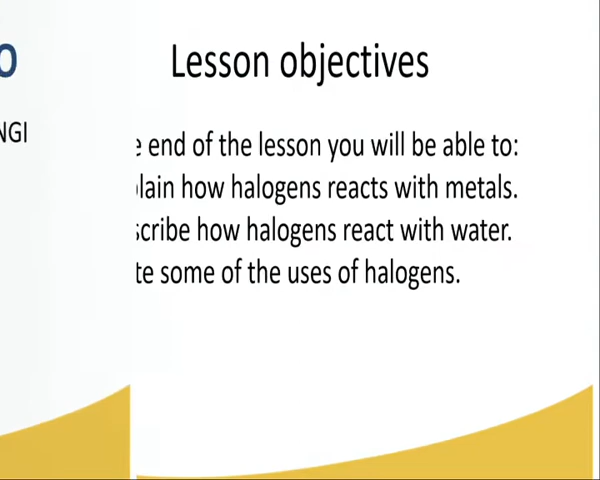 O
NGI
Lesson objectives
e end of the lesson you will be able to:
lain how halogens reacts with metals.
scribe how halogens react with water.
te some of the uses of halogens.